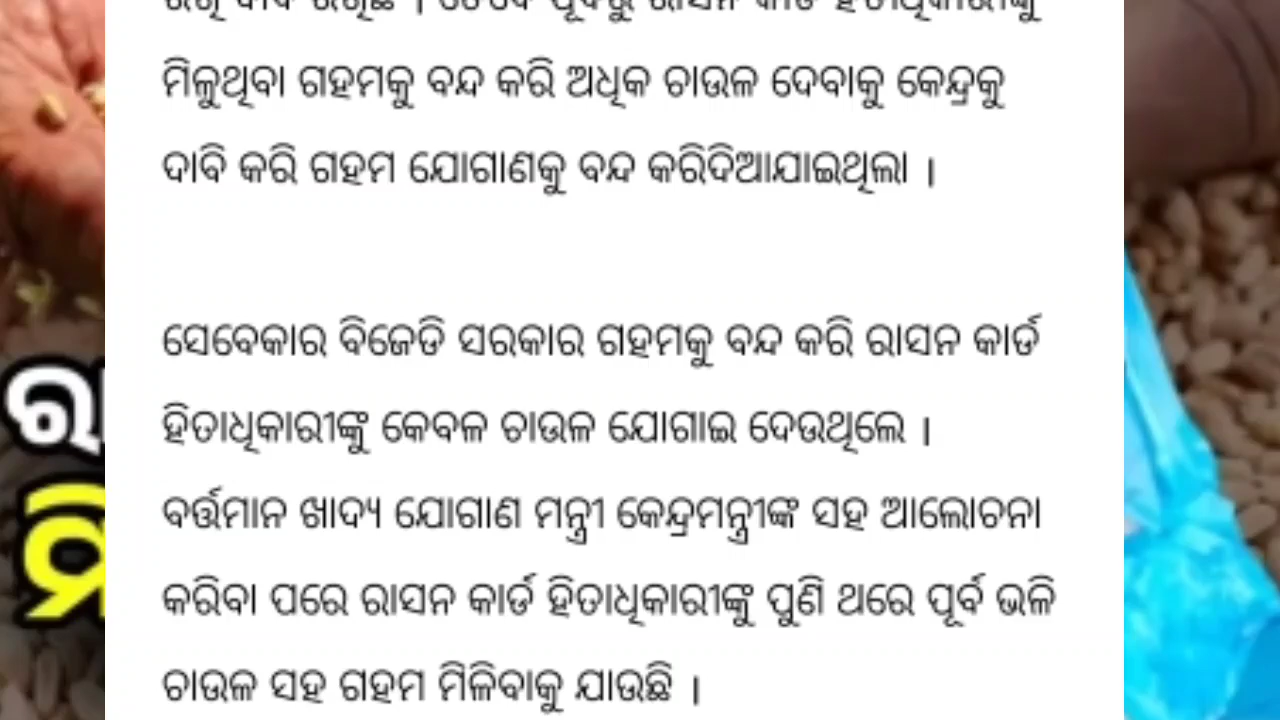 ମିଳୁଥିବା ଗହମକୁ ବନ୍ଦ କରି ଅଧିକ ଚାଉଳ ଦେବାକୁ କେନ୍ଦ୍ରକୁ
ଦାବି କରି ଗହମ ଯୋଗାଣକୁ ବନ୍ଦ କରିଦିଆଯାଇଥିଲା ।
ସେବେକାର ବିଜେଡି ସରକାର ଗହମକୁ ବନ୍ଦ କରି ରାସନ କାର୍ଡ
ହିତାଧିକାରୀଙ୍କୁ କେବଳ ଚାଉଳ ଯୋଗାଇ ଦେଉଥିଲେ ।
ବର୍ତ୍ତମାନ ଖାଦ୍ୟ ଯୋଗାଣ ମନ୍ତ୍ରୀ କେନ୍ଦ୍ରମନ୍ତ୍ରୀଙ୍କ ସହ ଆଲୋଚନା
କରିବା ପରେ ରାସନ କାର୍ଡ ହିତାଧିକାରୀଙ୍କୁ ପୁଣି ଥରେ ପୂର୍ବ ଭଳି
ଚାଉଳ ସହ ଗହମ ମିଳିବାକୁ ଯାଉଛି ।